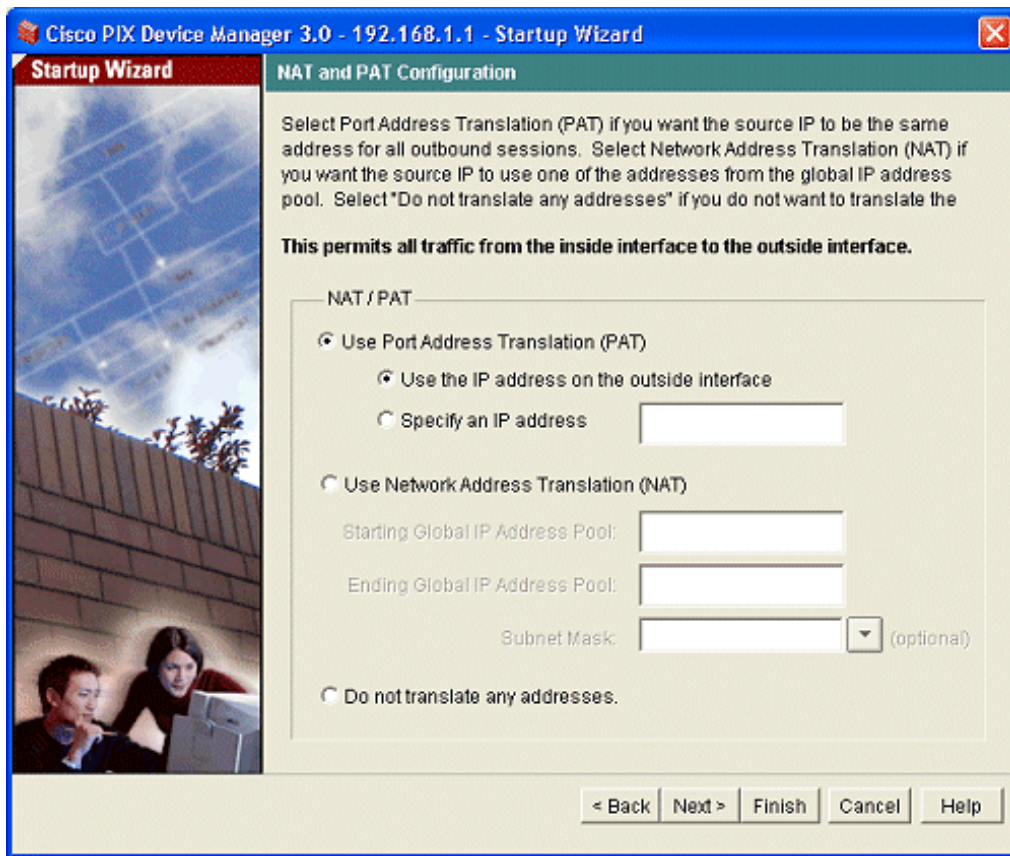 Cisco PIX Device Manager 3.0 - 192.168.1.1 - Startup Wizard
Startup Wizard
NAT and PAT Configuration
Select Port Address Translation (PAT) if you want the source IP to be the same
address for all outbound sessions. Select Network Address Translation (NAT) if
you want the source IP to use one of the addresses from the global IP address
pool. Select "Do not translate any addresses" if you do not want to translate the
This permits all traffic from the inside interface to the outside interface.
NAT / PAT
Use Port Address Translation (PAT)
Use the IP address on the outside interface
Specify an IP address
Use Network Address Translation (NAT)
Starting Global IP Address Pool:
Ending Global IP Address Pool:
Subnet Mask:
(optional)
Do not translate any addresses.
< Back
Next >
Finish
Cancel
Help